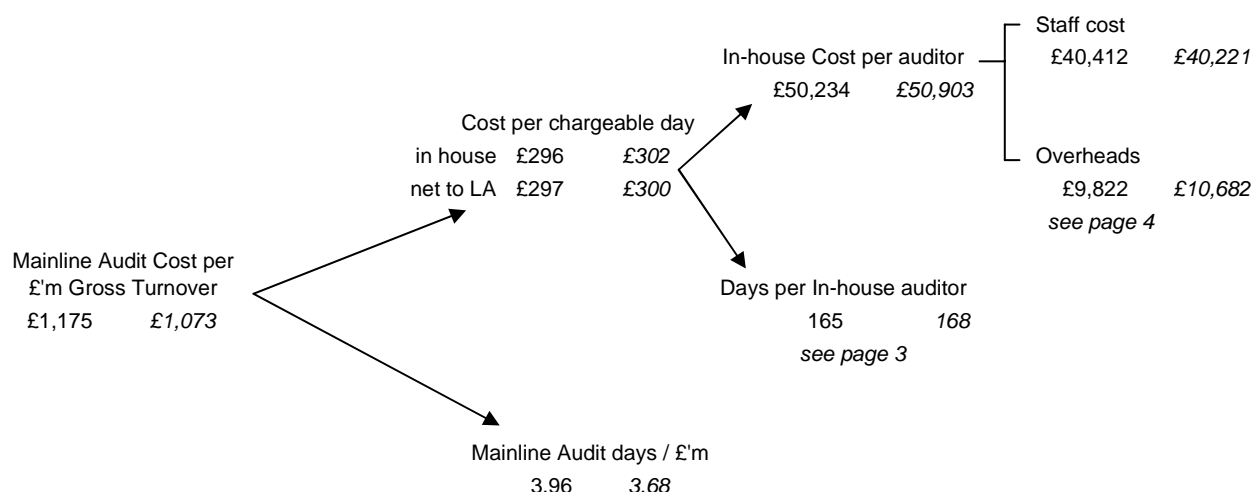 Staff cost
£40,412 £40,221
In-house Cost per auditor
£50,234 £50,903
Cost per chargeable day
in house £296 £302
net to LA £297 £300
Overheads
£9,822 £10,682
see page 4
Mainline Audit Cost per
£'m Gross Turnover
£1,175 £1,073
Days per In-house auditor
165 168
see page 3
Mainline Audit days / £'m
3.96 3.68